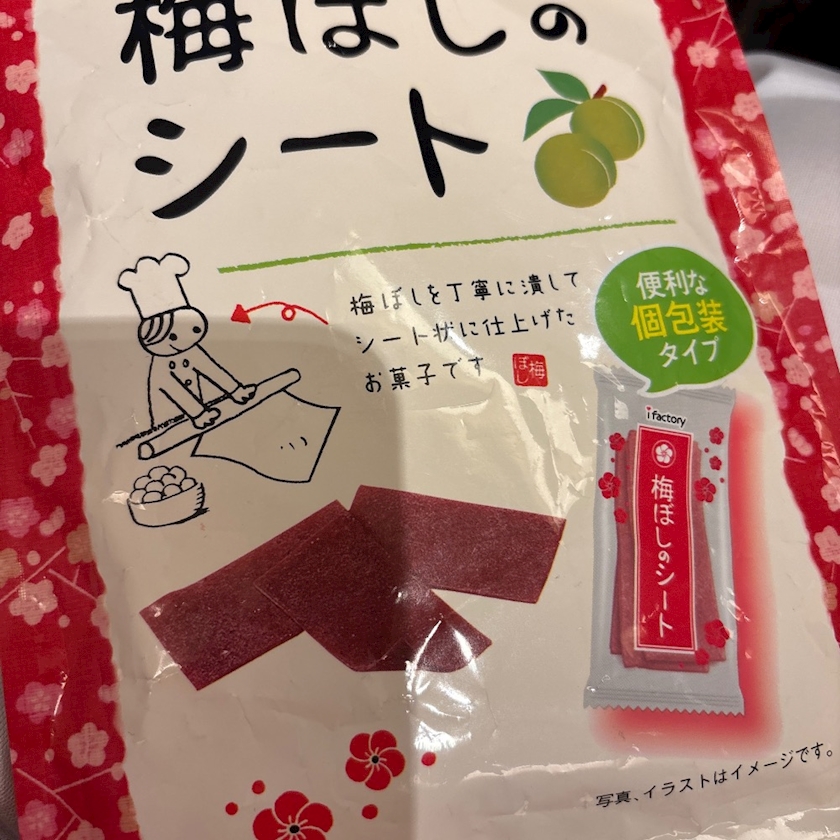 梅ぼしの
シート
梅ぼしを丁寧に潰して
シート状に仕上げた
お菓子です
梅ぼし
便利な
個包装
タイプ
i factory
梅ぼしのシート
写真、イラストはイメージです。